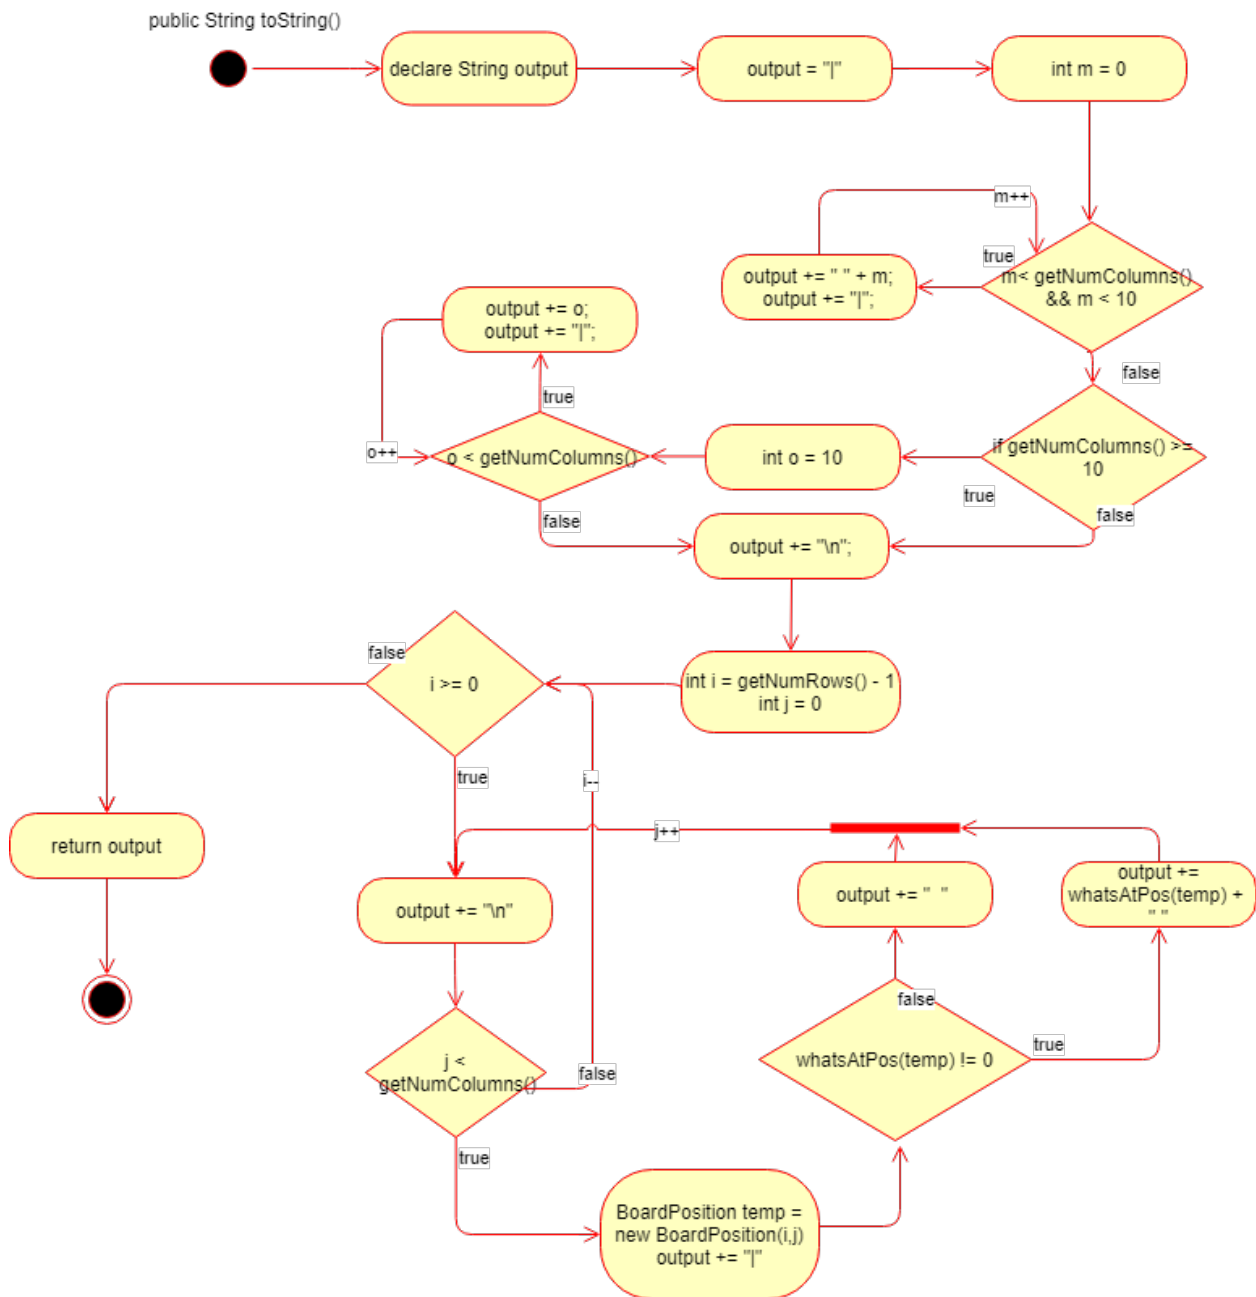 public String toString()
declare String output
output = "|"
int m = 0
m++
true
m< getNumColumns()
&& m < 10
output += " " + m;
output += "|";
false
if getNumColumns() >=
10
true
false
int o = 10
o < getNumColumns()
true
output += o;
output += "|";
o++
false
output += "\n";
int i = getNumRows() - 1
int j = 0
i >= 0
false
return output
true
i--
j++
output += "\n"
j <
getNumColumns()
false
true
BoardPosition temp =
new BoardPosition(i,j)
output += "|"
whatsAtPos(temp) != 0
false
output += "  "
true
output +=
whatsAtPos(temp) +
" "